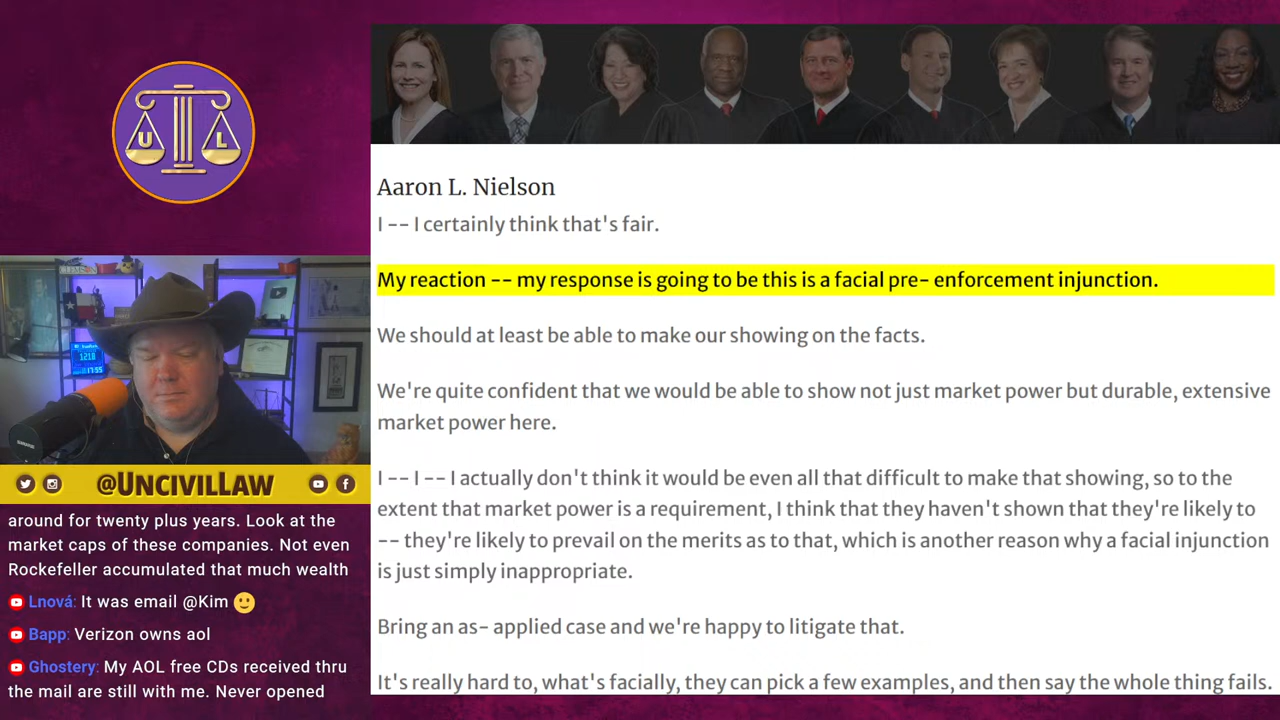 U L
Aaron L. Nielson
I -- I certainly think that's fair.
My reaction -- my response is going to be this is a facial pre- enforcement injunction.
We should at least be able to make our showing on the facts.
We're quite confident that we would be able to show not just market power but durable, extensive
market power here.
I -- I -- I actually don't think it would be even all that difficult to make that showing, so to the
extent that market power is a requirement, I think that they haven't shown that they're likely to
-- they're likely to prevail on the merits as to that, which is another reason why a facial injunction
is just simply inappropriate.
Bring an as- applied case and we're happy to litigate that.
It's really hard to, what's facially, they can pick a few examples, and then say the whole thing fails.
@UNCIVILLAW
around for twenty plus years. Look at the
market caps of these companies. Not even
Rockefeller accumulated that much wealth
Lnová: It was email @Kim 🙂
Bapp: Verizon owns aol
Ghostery: My AOL free CDs received thru
the mail are still with me. Never opened